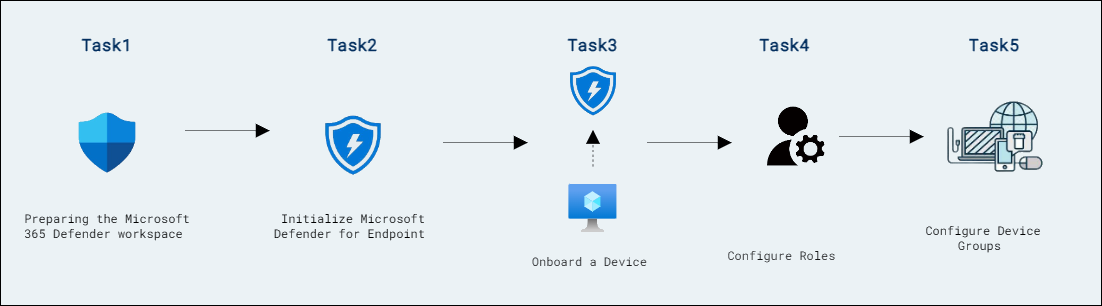 Task1
Task2
Task3
Task4
Task5
Preparing the Microsoft
365 Defender workspace
Initialize Microsoft
Defender for Endpoint
Onboard a Device
Configure Roles
Configure Device
Groups